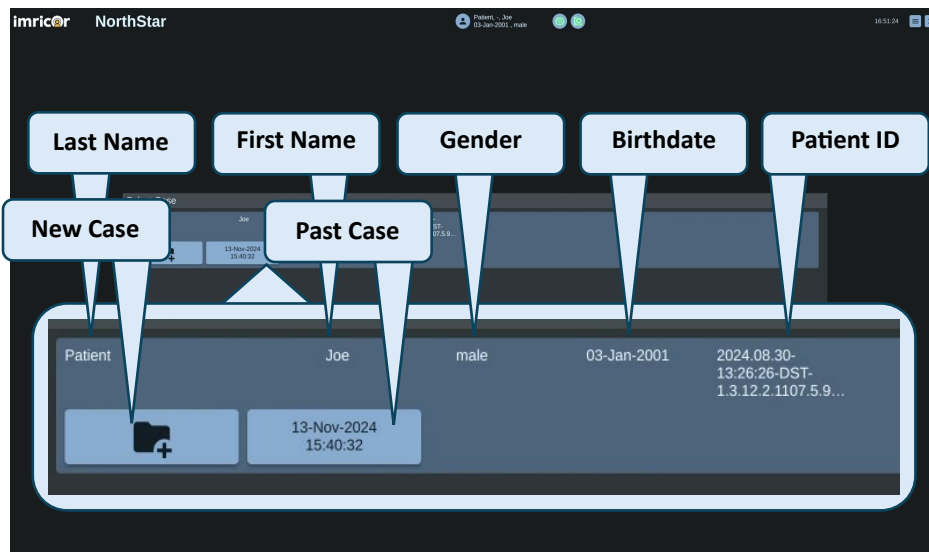 imricor NorthStar
Patient, -, Joe
03-Jan-2001 , male
16:51:24
Last Name
First Name
Gender
Birthdate
Patient ID
New Case
Past Case
Joe
13-Nov-2024
15:40:32
Patient
Joe
male
03-Jan-2001
2024.08.30-
13:26:26-DST-
1.3.12.2.1107.5.9...
13-Nov-2024
15:40:32